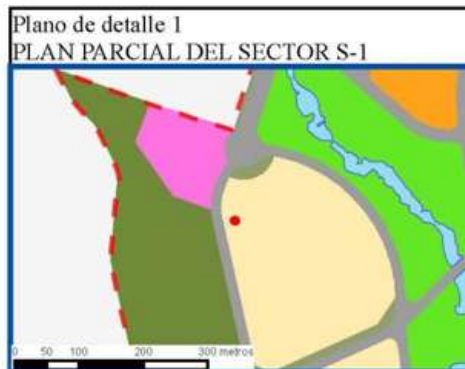 Plano de detalle 1
PLAN PARCIAL DEL SECTOR S-1
0 50 100 200 300 metros